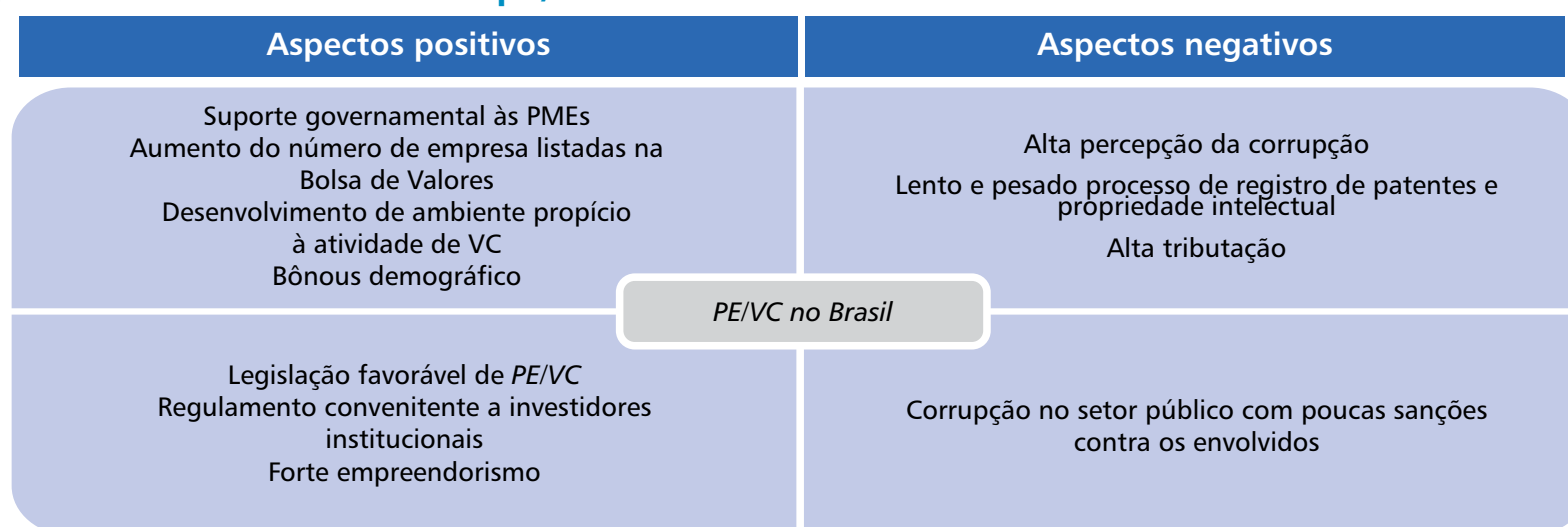 Aspectos positivos
Aspectos negativos
Suporte governamental às PMEs
Aumento do número de empresa listadas na
Bolsa de Valores
Desenvolvimento de ambiente propício
à atividade de VC
Bônous demográfico
Alta percepção da corrupção
Lento e pesado processo de registro de patentes e
propriedade intelectual
Alta tributação
PE/VC no Brasil
Legislação favorável de PE/VC
Regulamento convenitente a investidores
institucionais
Forte empreendorismo
Corrupção no setor público com poucas sanções
contra os envolvidos